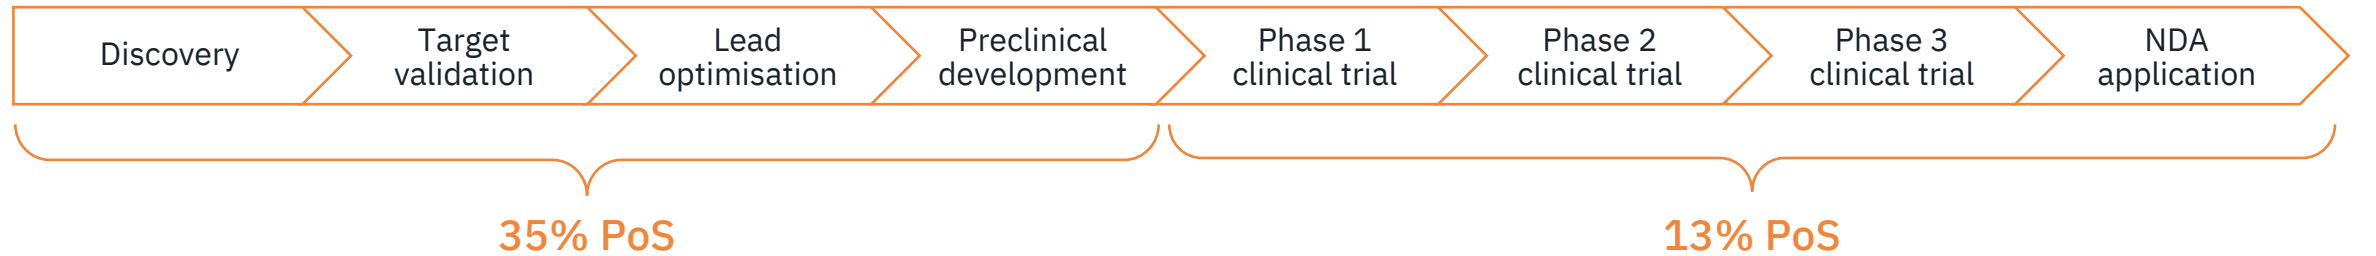 Discovery
Target
validation
Lead
optimisation
Preclinical
development
Phase 1
clinical trial
Phase 2
clinical trial
Phase 3
clinical trial
NDA
application
35% PoS
13% PoS